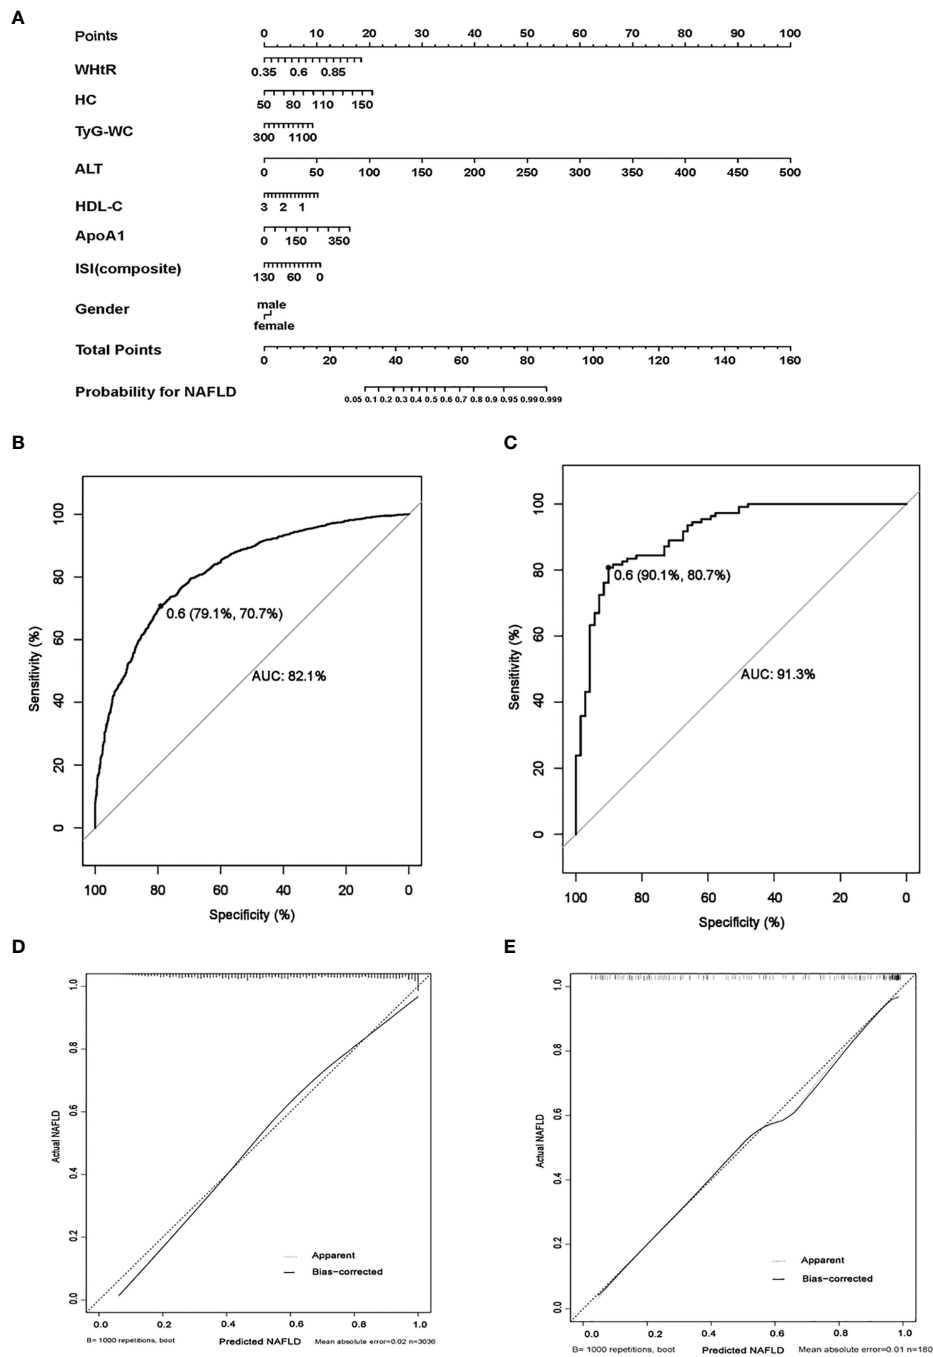 A
Points 0 10 20 30 40 50 60 70 80 90 100
WHtR 0.35 0.6 0.85
HC 50 80 110 150
TyG-WC 300 1100
ALT 0 50 100 150 200 250 300 350 400 450 500
HDL-C 3 2 1
ApoA1 0 150 350
ISI(composite) 130 60 0
Gender male
female
Total Points 0 20 40 60 80 100 120 140 160
Probability for NAFLD 0.05 0.1 0.2 0.3 0.4 0.5 0.6 0.7 0.8 0.9 0.95 0.99 0.999
B
100
80
60
40
20
0
Sensitivity (%)
0.6 (79.1%, 70.7%)
AUC: 82.1%
100 80 60 40 20 0
Specificity (%)
C
100
80
60
40
20
0
Sensitivity (%)
0.6 (90.1%, 80.7%)
AUC: 91.3%
100 80 60 40 20 0
Specificity (%)
D
1.0
0.8
0.6
0.4
0.2
0.0
Actual NAFLD
Apparent
Bias-corrected
0.0 0.2 0.4 0.6 0.8 1.0
B= 1000 repetitions, boot Predicted NAFLD Mean absolute error=0.02 n=3036
E
1.0
0.8
0.6
0.4
0.2
0.0
Actual NAFLD
Apparent
Bias-corrected
0.0 0.2 0.4 0.6 0.8 1.0
B= 1000 repetitions, boot Predicted NAFLD Mean absolute error=0.01 n=180